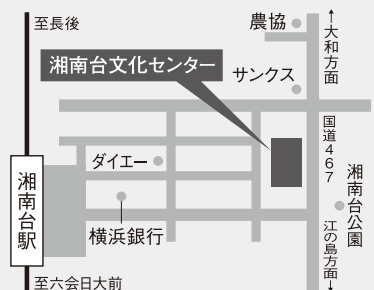 至長後
農協
←大和方面
湘南台文化センター
サンクス
国道467
ダイエー
湘南台駅
湘南台公園
横浜銀行
江の島方面→
至六会日大前